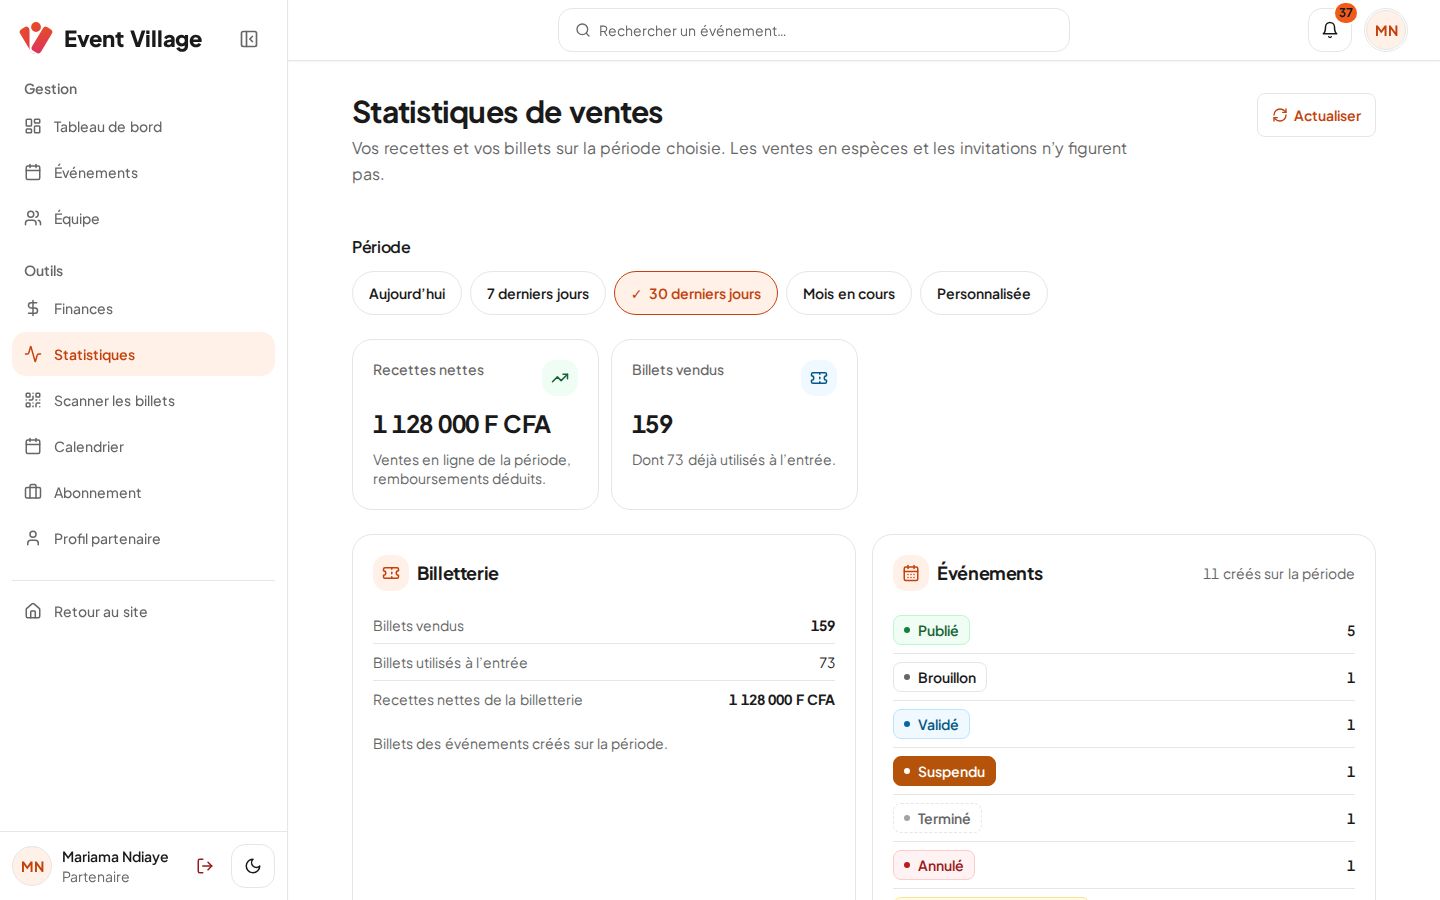 Event Village
Gestion
Tableau de bord
Événements
Équipe
Outils
Finances
Statistiques
Scanner les billets
Calendrier
Abonnement
Profil partenaire
Retour au site
MN
Mariama Ndiaye
Partenaire
Rechercher un événement…
37
MN
Statistiques de ventes
Actualiser
Vos recettes et vos billets sur la période choisie. Les ventes en espèces et les invitations n’y figurent
pas.
Période
Aujourd’hui
7 derniers jours
✓ 30 derniers jours
Mois en cours
Personnalisée
Recettes nettes
1 128 000 F CFA
Ventes en ligne de la période,
remboursements déduits.
Billets vendus
159
Dont 73 déjà utilisés à l’entrée.
Billetterie
Billets vendus 159
Billets utilisés à l’entrée 73
Recettes nettes de la billetterie 1 128 000 F CFA
Billets des événements créés sur la période.
Événements 11 créés sur la période
Publié 5
Brouillon 1
Validé 1
Suspendu 1
Terminé 1
Annulé 1